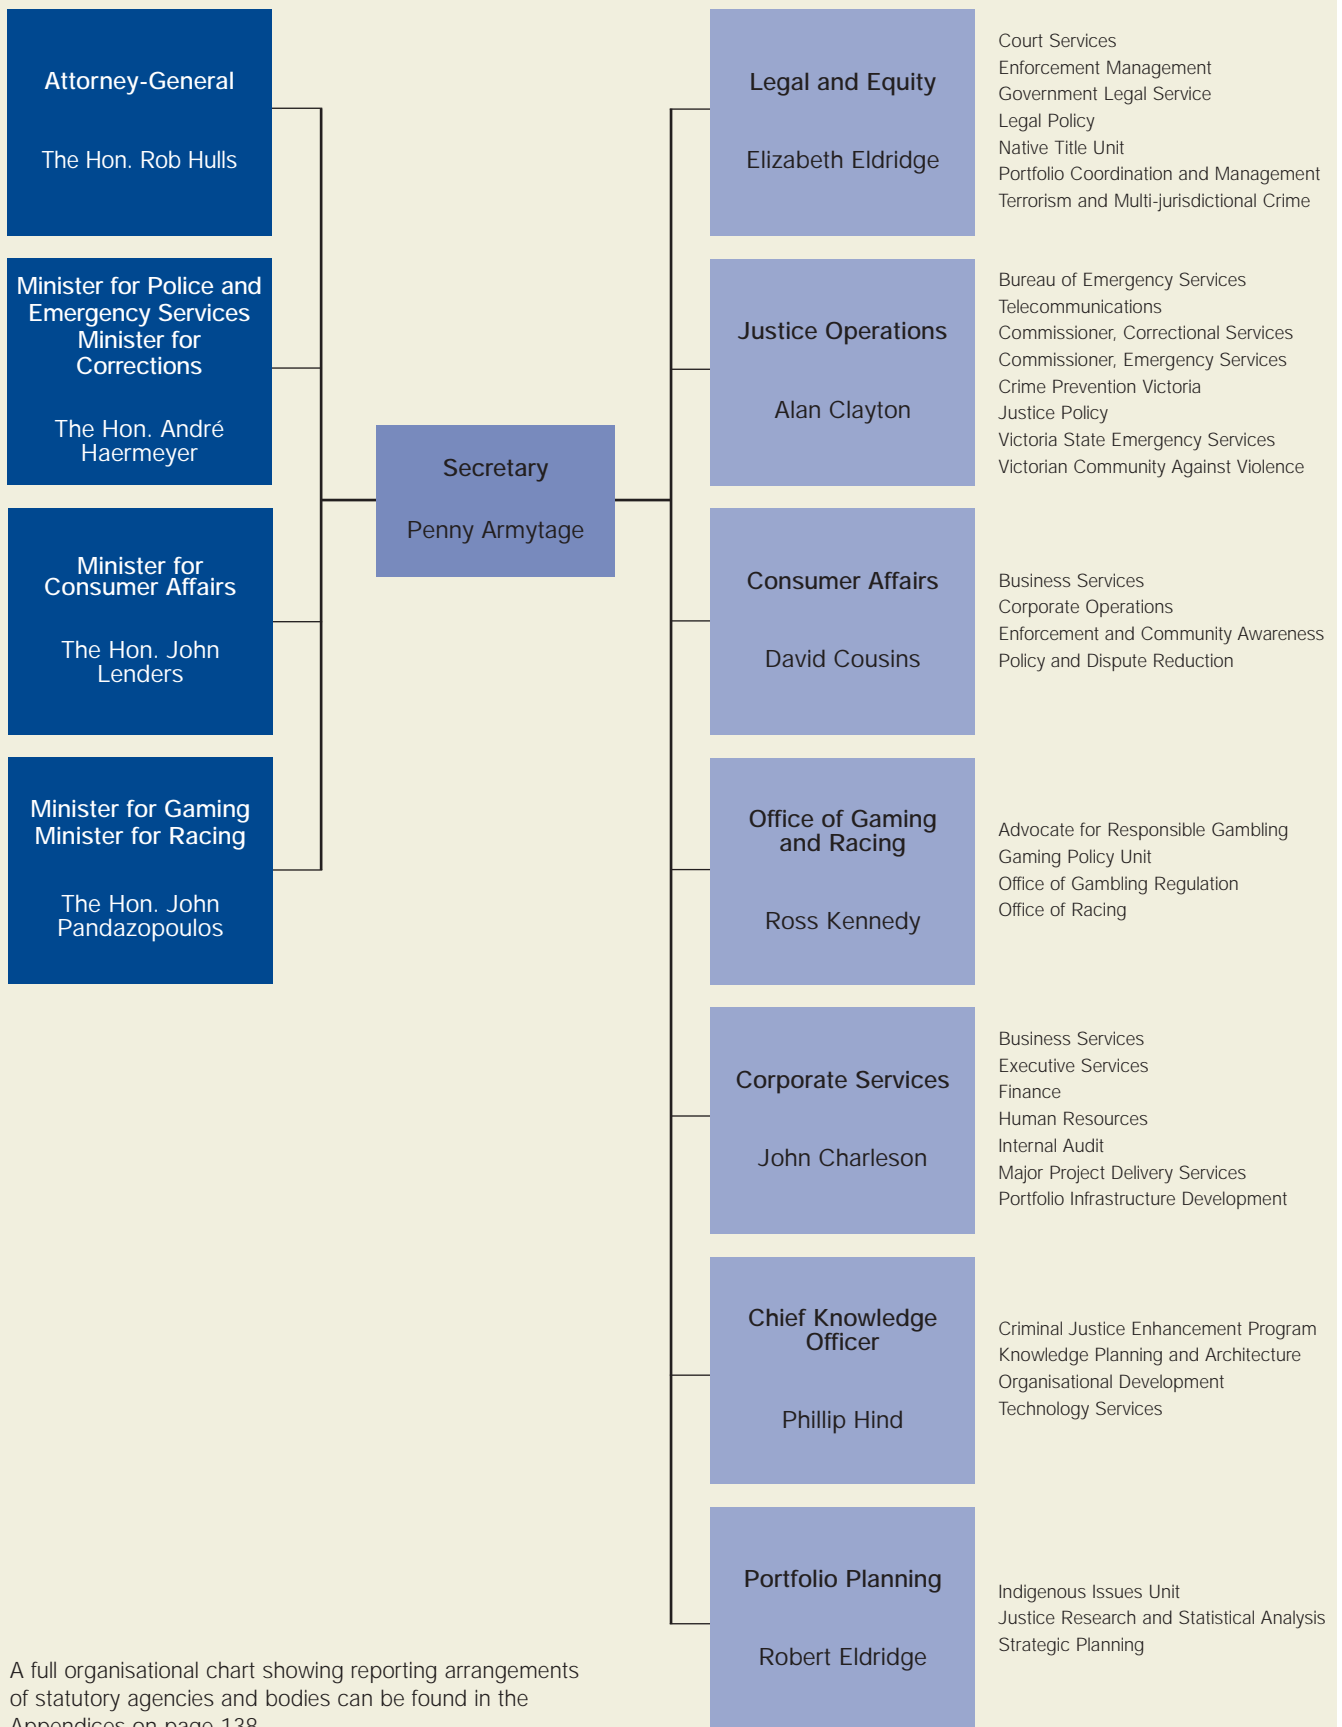 Attorney-General
The Hon. Rob Hulls
Minister for Police and
Emergency Services
Minister for
Corrections
The Hon. André
Haermeyer
Minister for
Consumer Affairs
The Hon. John
Lenders
Minister for Gaming
Minister for Racing
The Hon. John
Pandazopoulos
Secretary
Penny Armytage
Legal and Equity
Elizabeth Eldridge
Court Services
Enforcement Management
Government Legal Service
Legal Policy
Native Title Unit
Portfolio Coordination and Management
Terrorism and Multi-jurisdictional Crime
Justice Operations
Alan Clayton
Bureau of Emergency Services
Telecommunications
Commissioner, Correctional Services
Commissioner, Emergency Services
Crime Prevention Victoria
Justice Policy
Victoria State Emergency Services
Victorian Community Against Violence
Consumer Affairs
David Cousins
Business Services
Corporate Operations
Enforcement and Community Awareness
Policy and Dispute Reduction
Office of Gaming
and Racing
Ross Kennedy
Advocate for Responsible Gambling
Gaming Policy Unit
Office of Gambling Regulation
Office of Racing
Corporate Services
John Charleson
Business Services
Executive Services
Finance
Human Resources
Internal Audit
Major Project Delivery Services
Portfolio Infrastructure Development
Chief Knowledge
Officer
Phillip Hind
Criminal Justice Enhancement Program
Knowledge Planning and Architecture
Organisational Development
Technology Services
Portfolio Planning
Robert Eldridge
Indigenous Issues Unit
Justice Research and Statistical Analysis
Strategic Planning
A full organisational chart showing reporting arrangements
of statutory agencies and bodies can be found in the
Appendices on page 138